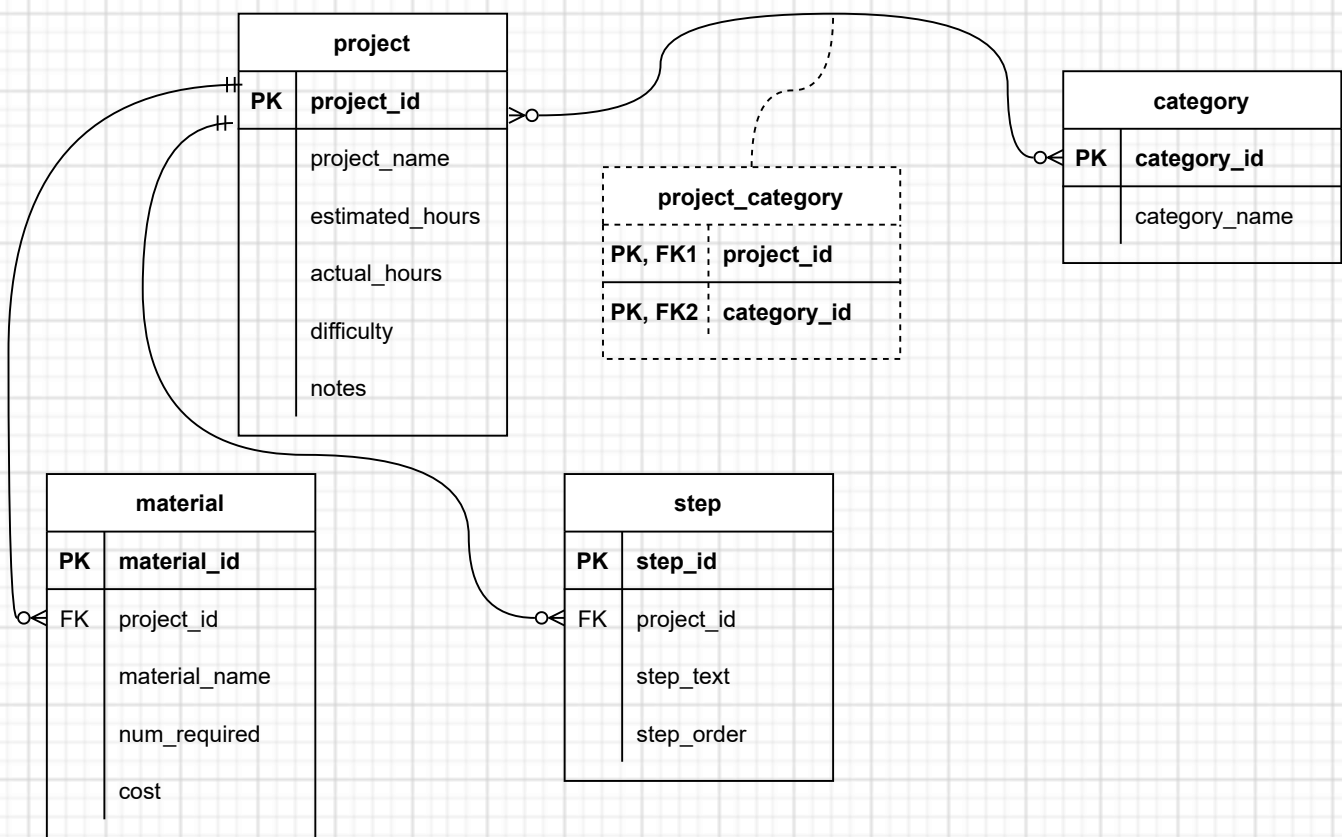 project
PK project_id
project_name
estimated_hours
actual_hours
difficulty
notes
project_category
PK, FK1 project_id
PK, FK2 category_id
category
PK category_id
category_name
material
PK material_id
FK project_id
material_name
num_required
cost
step
PK step_id
FK project_id
step_text
step_order